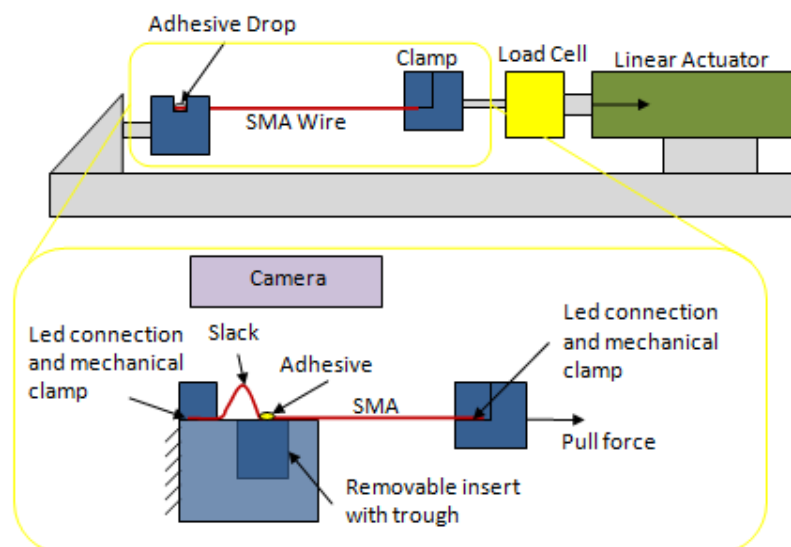 Adhesive Drop
Clamp
Load Cell
Linear Actuator
SMA Wire
Camera
Led connection
and mechanical
clamp
Slack
Adhesive
SMA
Led connection
and mechanical
clamp
Pull force
Removable insert
with trough